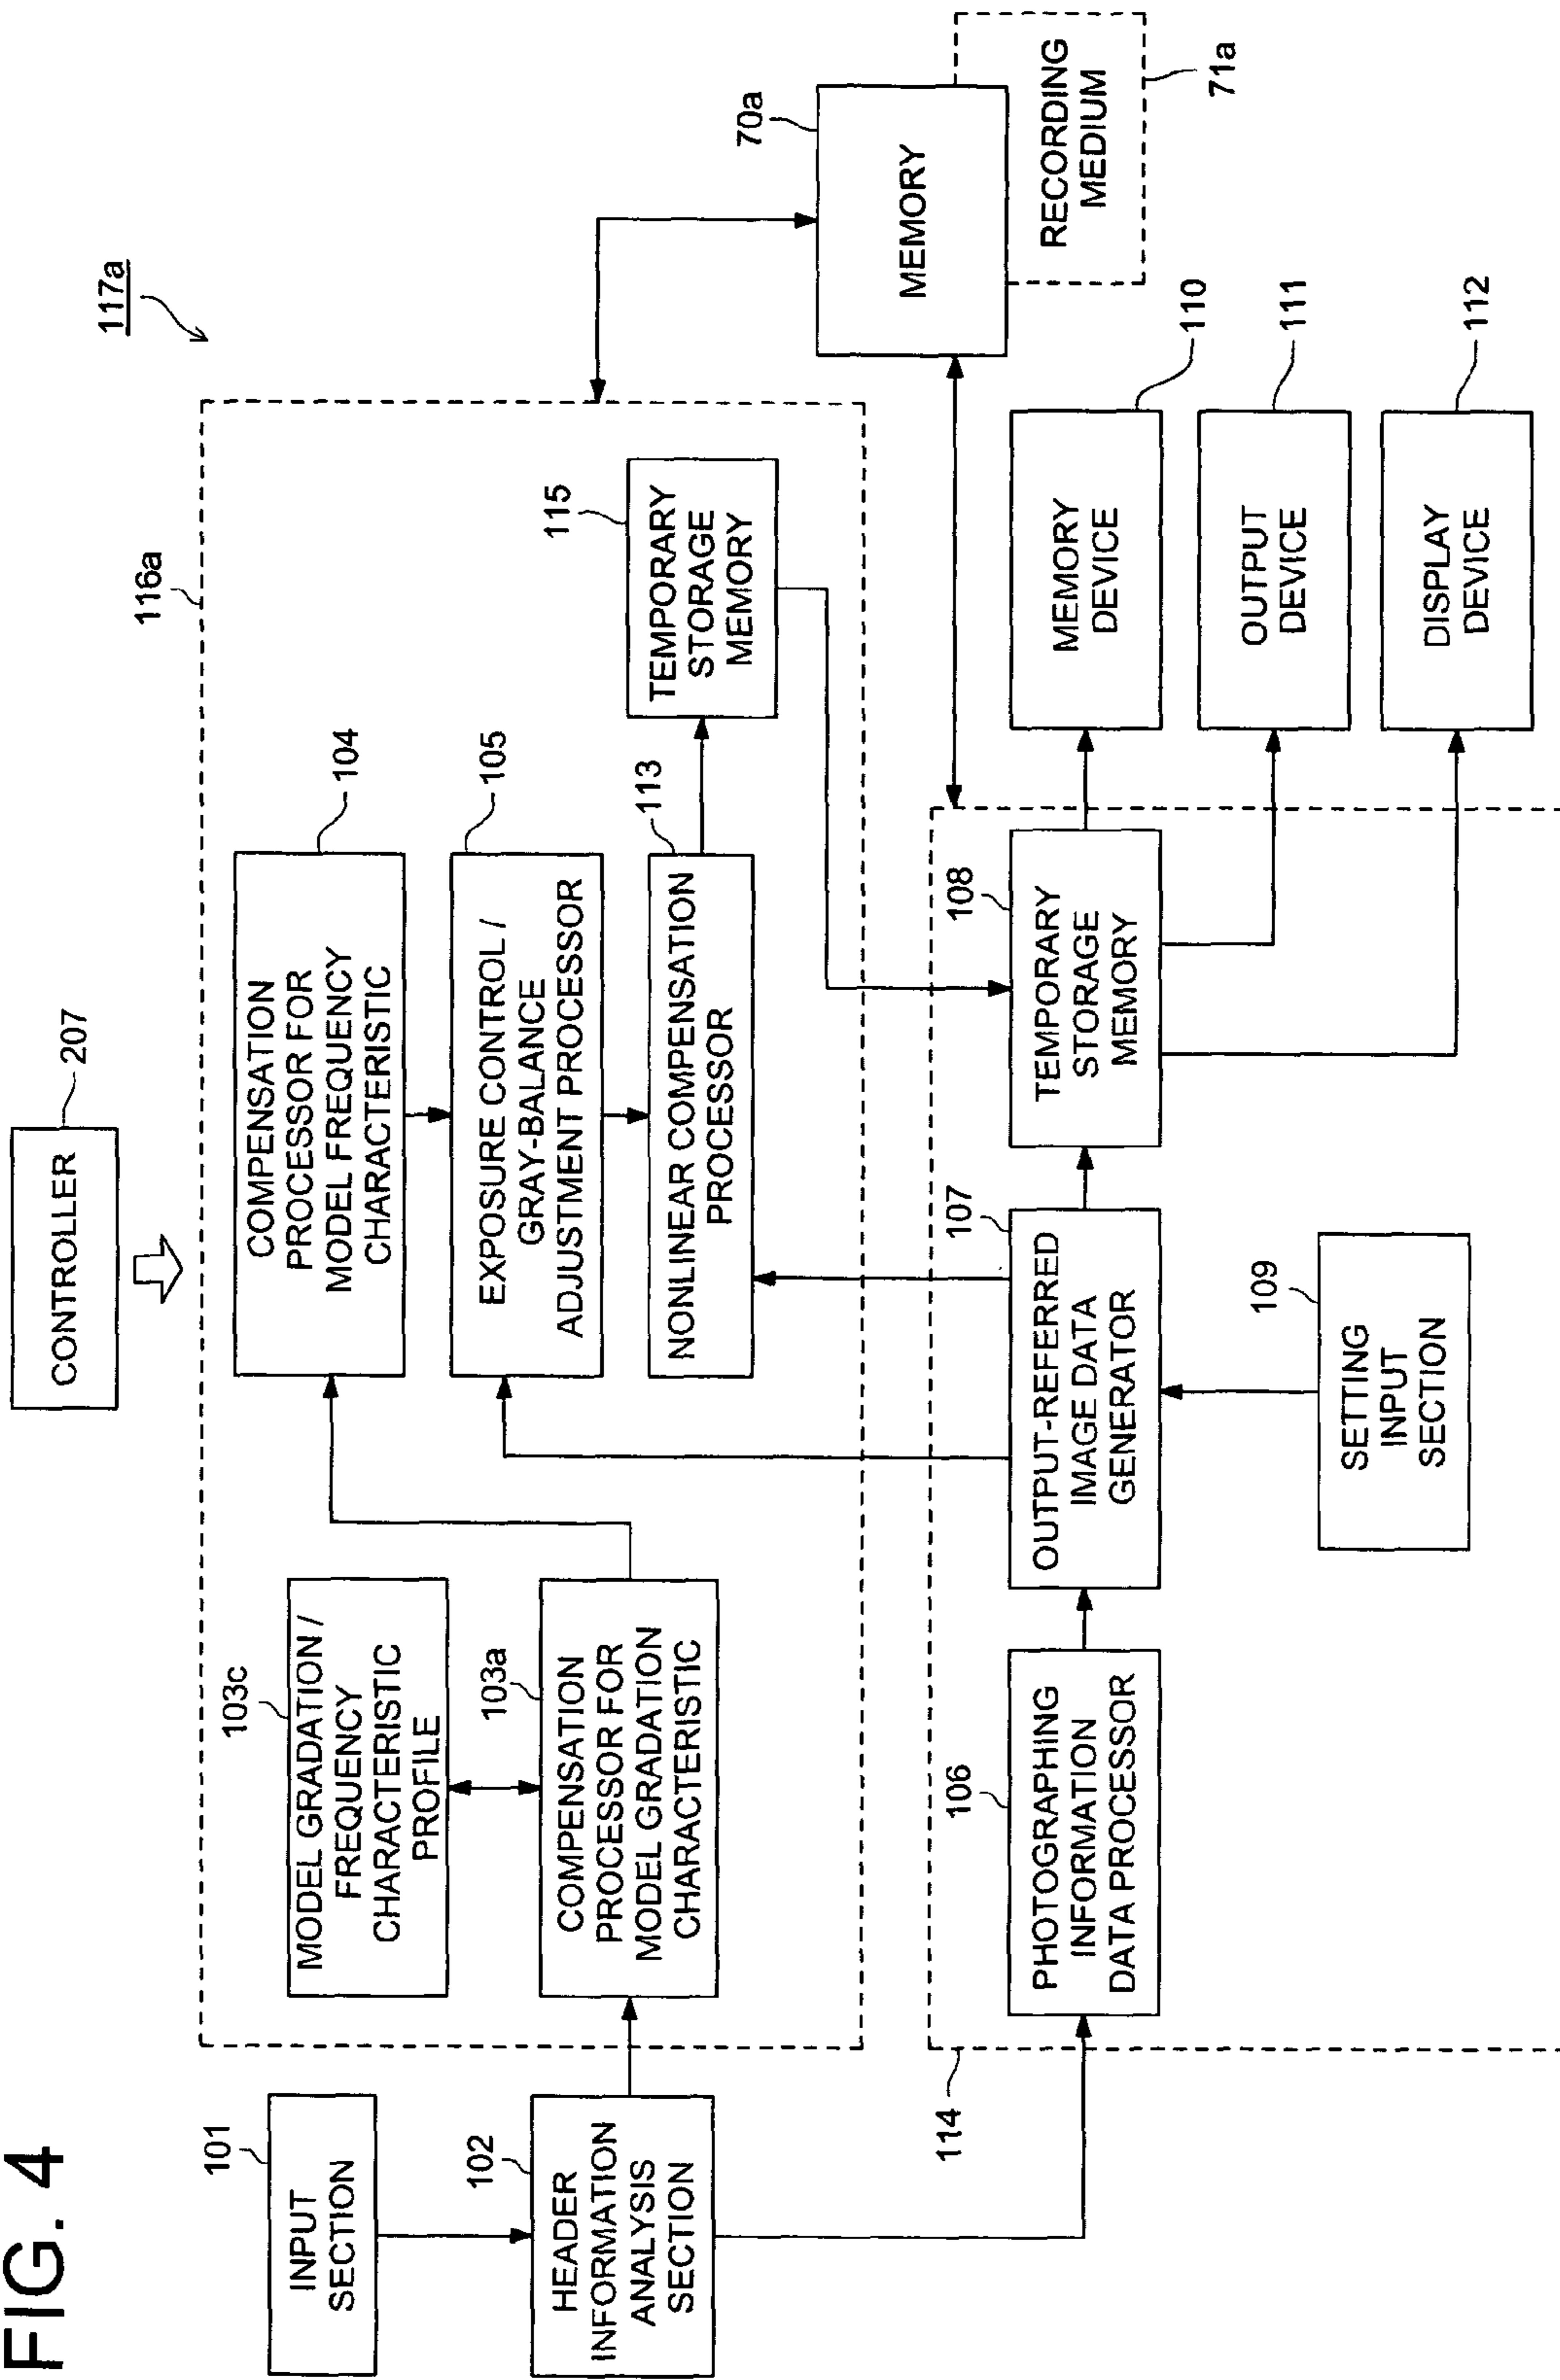 FIG. 4
CONTROLLER
207
117a
116a
101
INPUT
SECTION
102
HEADER
INFORMATION
ANALYSIS
SECTION
103c
MODEL GRADATION /
FREQUENCY
CHARACTERISTIC
PROFILE
103a
COMPENSATION
PROCESSOR FOR
MODEL GRADATION
CHARACTERISTIC
COMPENSATION
PROCESSOR FOR
MODEL FREQUENCY
CHARACTERISTIC
104
EXPOSURE CONTROL /
GRAY-BALANCE
ADJUSTMENT PROCESSOR
105
NONLINEAR COMPENSATION
PROCESSOR
113
115
TEMPORARY
STORAGE
MEMORY
70a
MEMORY
RECORDING
MEDIUM
71a
114
106
PHOTOGRAPHING
INFORMATION
DATA PROCESSOR
107
OUTPUT-REFERRED
IMAGE DATA
GENERATOR
108
TEMPORARY
STORAGE
MEMORY
109
SETTING
INPUT
SECTION
MEMORY
DEVICE
110
OUTPUT
DEVICE
111
DISPLAY
DEVICE
112